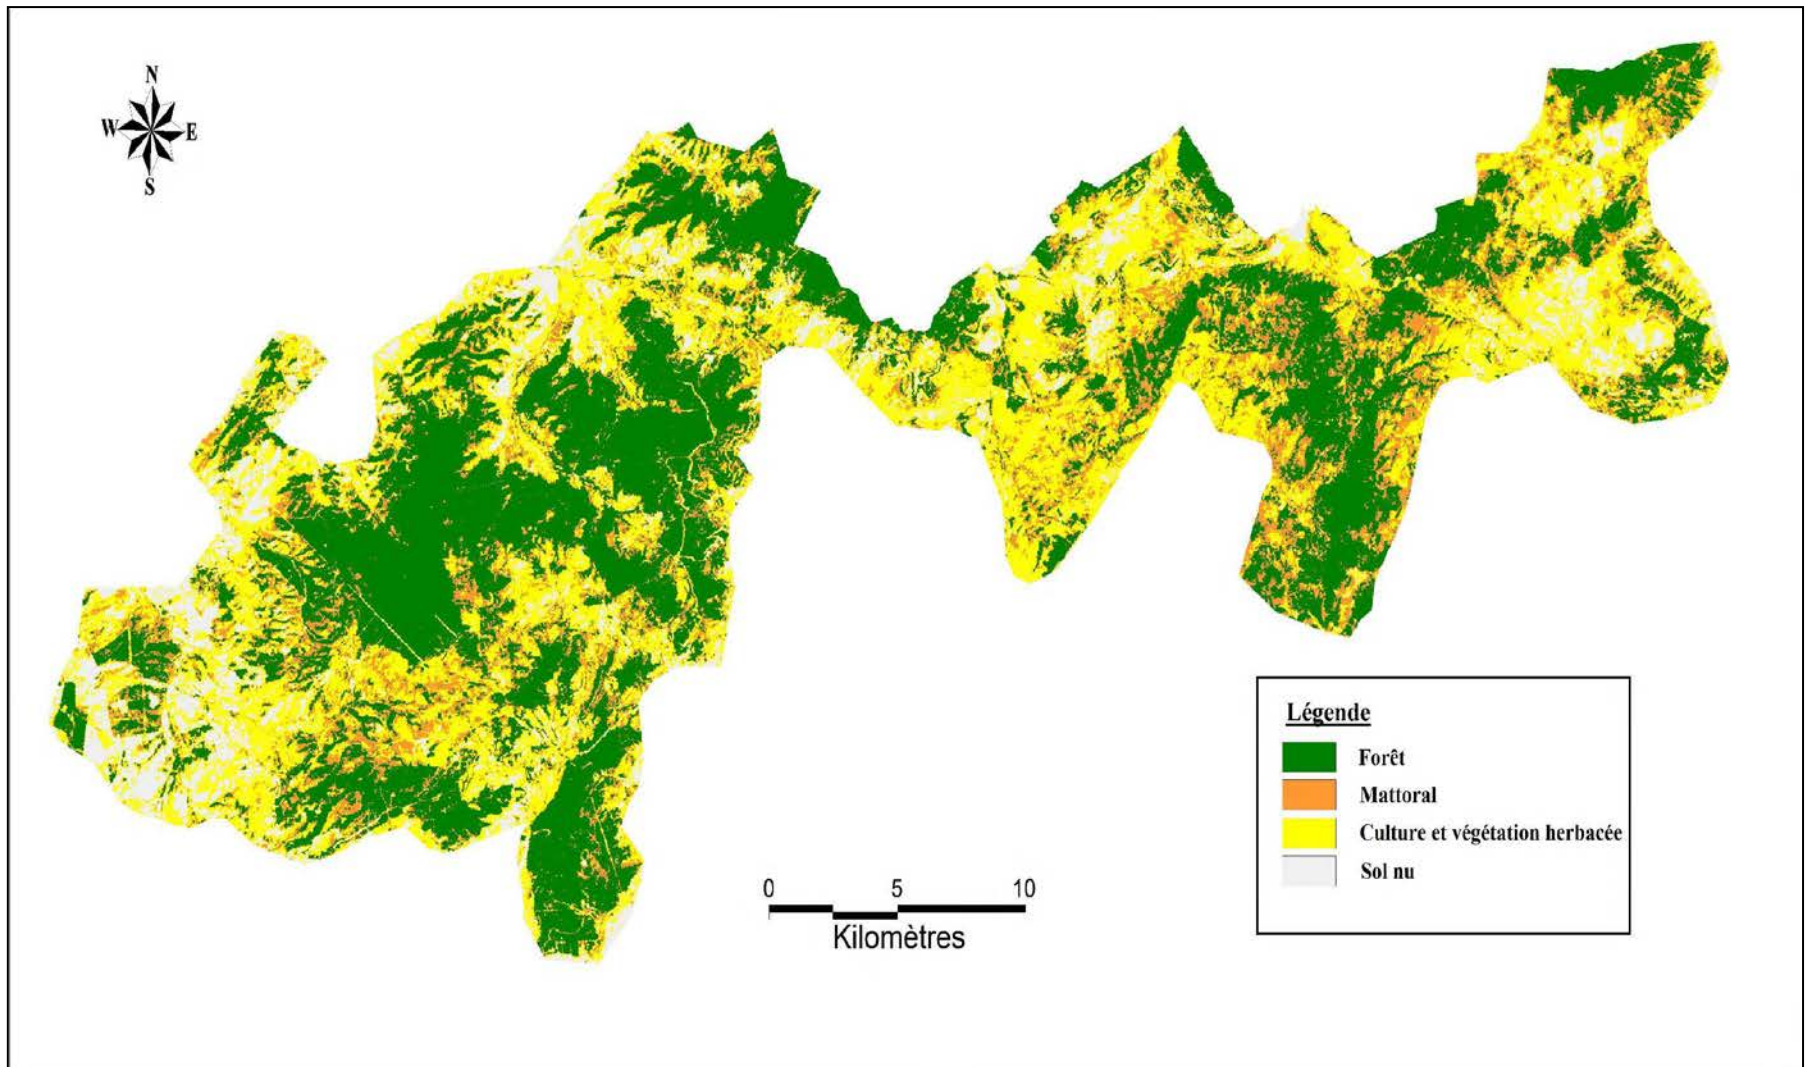 N
W E
S
Légende
Forêt
Mattoral
Culture et végétation herbacée
Sol nu
0 5 10
Kilomètres